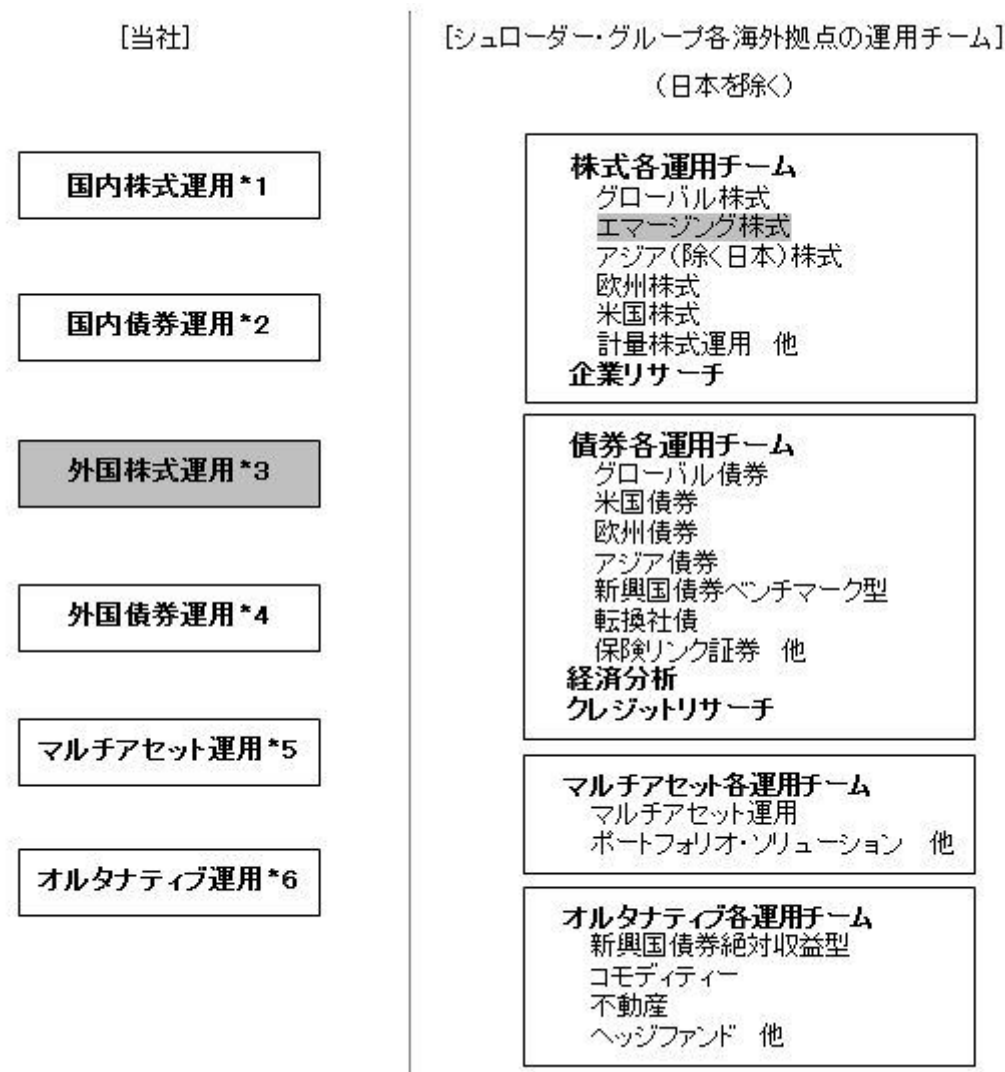 [当社]
国内株式運用*1
国内債券運用*2
外国株式運用*3
外国債券運用*4
マルチアセット運用*5
オルタナティブ運用*6
[シュローダー・グループ各海外拠点の運用チーム]
（日本を除く）
株式各運用チーム
グローバル株式
エマージング株式
アジア（除く日本）株式
欧州株式
米国株式
計量株式運用　他
企業リサーチ
債券各運用チーム
グローバル債券
米国債券
欧州債券
アジア債券
新興国債券ベンチマーク型
転換社債
保険リンク証券　他
経済分析
クレジットリサーチ
マルチアセット各運用チーム
マルチアセット運用
ポートフォリオ・ソリューション　他
オルタナティブ各運用チーム
新興国債券絶対収益型
コモディティー
不動産
ヘッジファンド　他